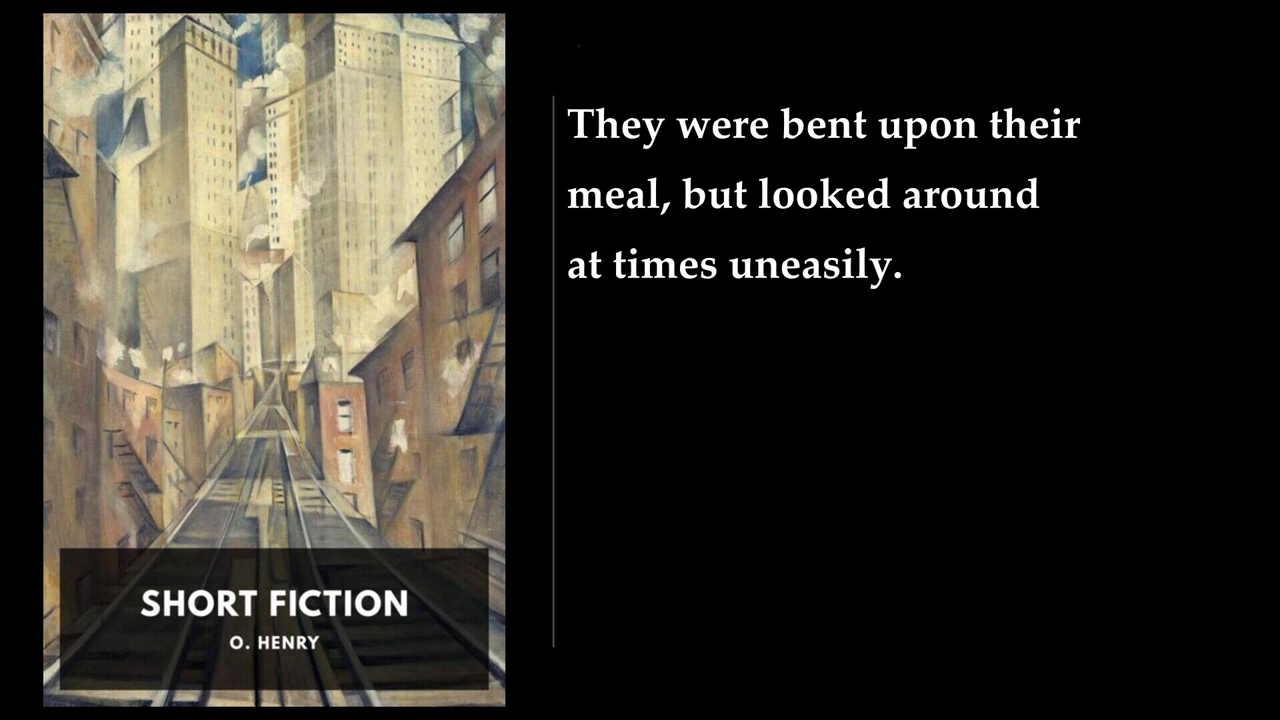 They were bent upon their
meal, but looked around
at times uneasily.
SHORT FICTION
O. HENRY